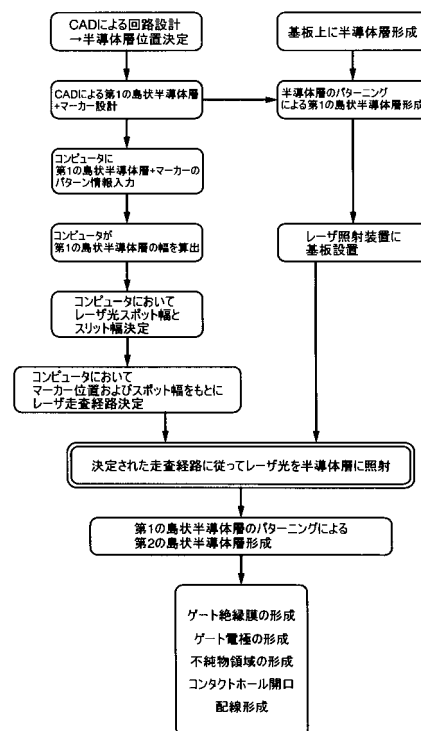 CADによる回路設計
→半導体層位置決定
基板上に半導体層形成
CADによる第1の島状半導体層
+マーカー設計
半導体層のパターニング
による第1の島状半導体層形成
コンピュータに
第1の島状半導体層+マーカーの
パターン情報入力
コンピュータが
第1の島状半導体層の幅を算出
レーザ照射装置に
基板設置
コンピュータにおいて
レーザ光スポット幅と
スリット幅決定
コンピュータにおいて
マーカー位置およびスポット幅をもとに
レーザ走査経路決定
決定された走査経路に従ってレーザ光を半導体層に照射
第1の島状半導体層のパターニングによる
第2の島状半導体層形成
ゲート絶縁膜の形成
ゲート電極の形成
不純物領域の形成
コンタクトホール開口
配線形成